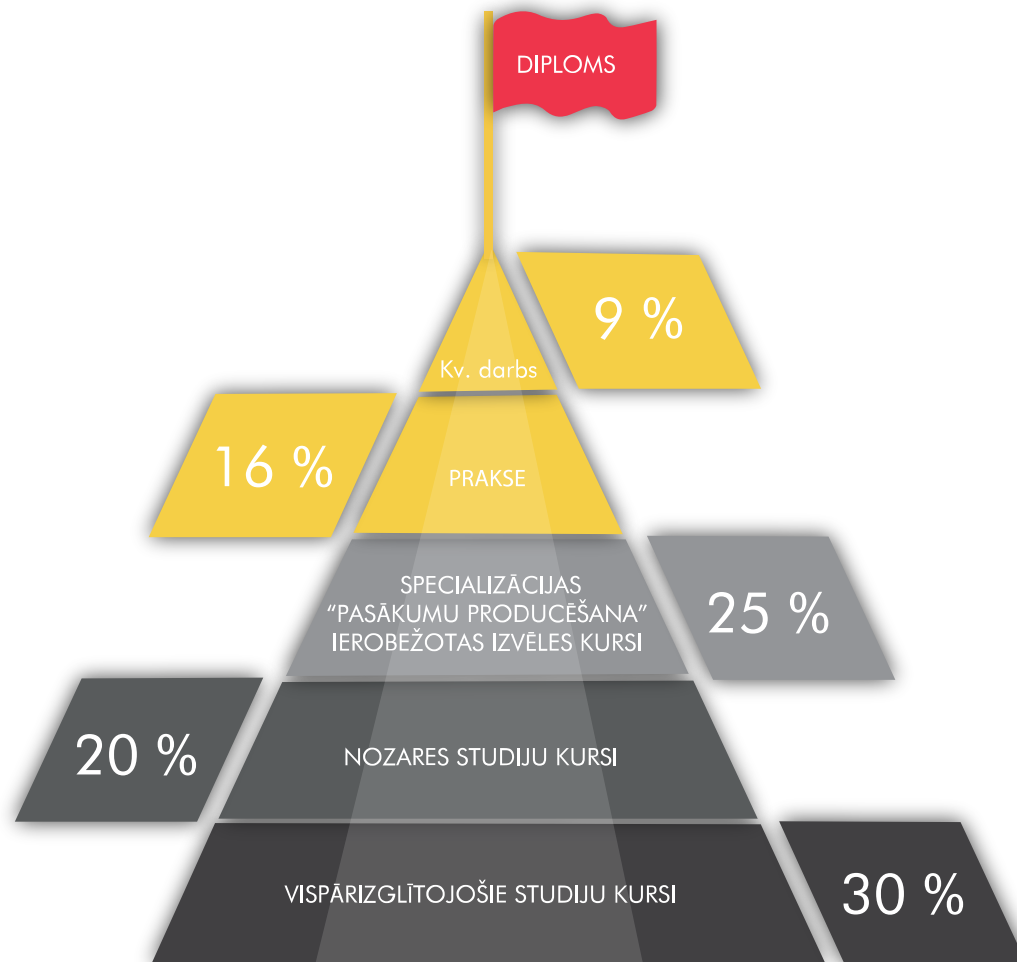 DIPLOMS
9 %
Kv. darbs
16 %
PRAKSE
SPECIALIZĀCIJAS
“PASĀKUMU PRODUCĒŠANA”
IEROBEŽOTAS IZVĒLES KURSI
25 %
20 %
NOZARES STUDIJU KURSI
VISPĀRIZGLĪTOJOŠIE STUDIJU KURSI
30 %